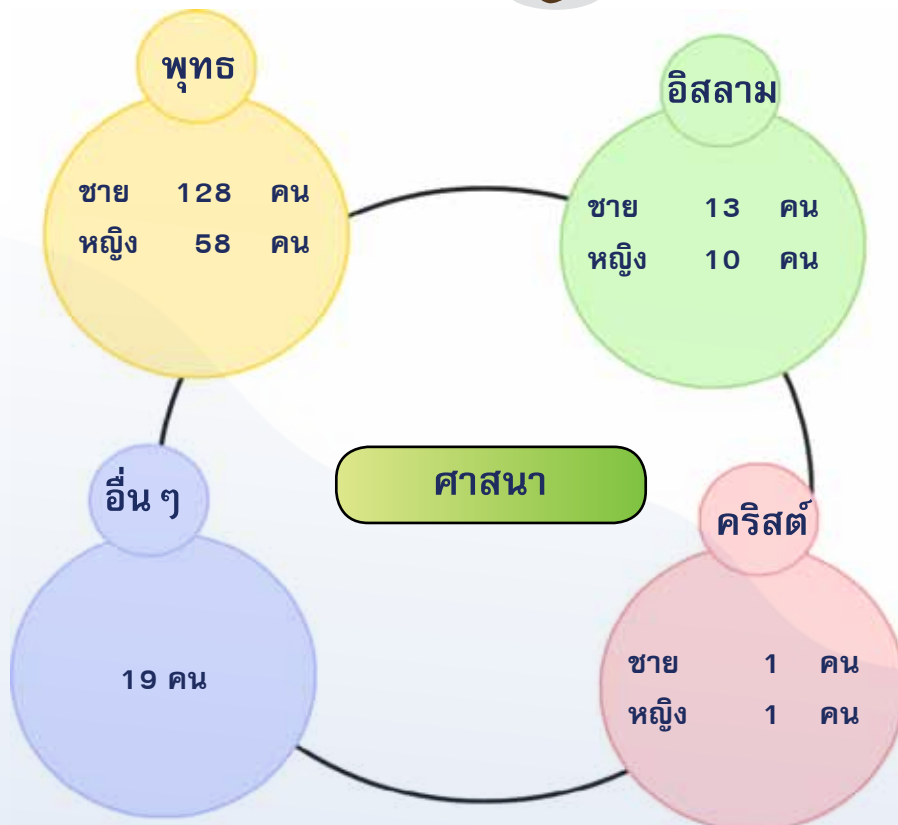 พุทธ
ชาย 128 คน
หญิง 58 คน
อิสลาม
ชาย 13 คน
หญิง 10 คน
ศาสนา
อื่น ๆ
19 คน
คริสต์
ชาย 1 คน
หญิง 1 คน